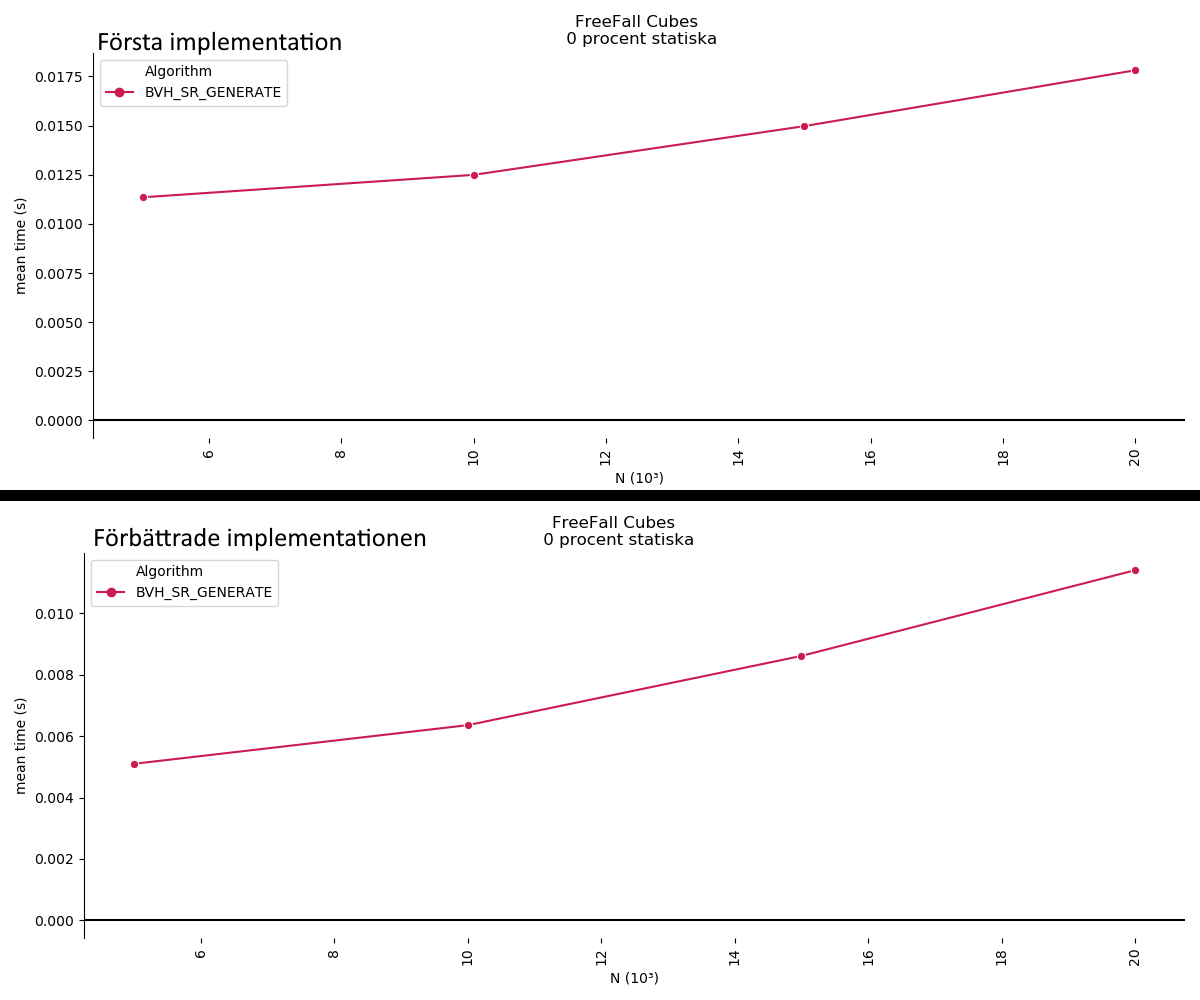 FreeFall Cubes
0 procent statiska
Första implementation
Algorithm
BVH_SR_GENERATE
0.0175
0.0150
0.0125
0.0100
0.0075
0.0050
0.0025
0.0000
mean time (s)
6
8
10
12
14
16
18
20
N (10³)
FreeFall Cubes
0 procent statiska
Förbättrade implementationen
Algorithm
BVH_SR_GENERATE
0.010
0.008
0.006
0.004
0.002
0.000
mean time (s)
6
8
10
12
14
16
18
20
N (10³)